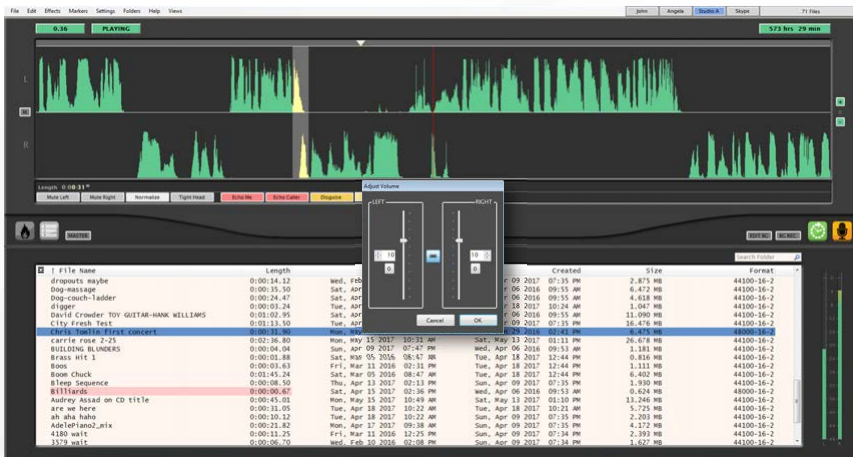 File Edit Effects Markers Settings Folders Help Views John Angela Studio A Skype 71 Files
0.36 PLAYING 573 hrs 29 min
L
R
Length 0:00:31
Mute Left Mute Right Normalize Tight Head Echo Me Echo Caller Disguise
Adjust Volume
LEFT RIGHT
10 10
0 0
Cancel OK
MASTER EDIT BG BG REC
Search Folder
File Name Length Created Size Format
dropouts maybe 0:00:14.12 Wed, Feb 09 2017 07:35 PM 2.875 MB 44100-16-2
Dog-massage 0:00:35.50 Sat, Apr 06 2016 09:55 AM 6.472 MB 44100-16-2
Dog-couch-ladder 0:00:24.47 Sat, Apr 06 2016 09:55 AM 4.618 MB 44100-16-2
digger 0:00:03.24 Tue, Apr 18 2017 10:24 AM 1.047 MB 44100-16-2
David Crowder TOY GUITAR-HANK WILLIAMS 0:01:02.95 Sat, Apr 06 2016 09:55 AM 11.090 MB 44100-16-2
City Fresh Test 0:01:13.50 Tue, Apr 09 2017 07:35 PM 16.476 MB 44100-16-2
Chris Tomlin first concert 0:00:31.90 Mon, May 29 2016 02:41 PM 6.475 MB 48000-16-2
carrie rose 2-25 0:02:36.80 Mon, May 15 2017 10:31 AM Sat, May 13 2017 01:11 PM 26.678 MB 44100-16-2
BUILDING BLUNDERS 0:00:04.04 Sun, Apr 09 2017 07:47 PM Wed, Apr 06 2016 09:53 AM 1.181 MB 44100-16-2
Brass Hit 1 0:00:01.88 Sat, Mar 05 2016 08:47 AM Tue, Apr 18 2017 12:44 PM 0.816 MB 44100-16-2
Boos 0:00:03.63 Fri, Mar 11 2016 02:31 PM Tue, Apr 18 2017 12:44 PM 1.111 MB 44100-16-2
Boom Chuck 0:01:45.24 Sat, Mar 05 2016 08:47 AM Tue, Apr 18 2017 12:44 PM 6.402 MB 44100-16-2
Bleep Sequence 0:00:08.50 Thu, Apr 13 2017 02:13 PM Sun, Apr 09 2017 07:35 PM 1.930 MB 44100-16-2
Billiards 0:00:00.67 Sat, Apr 15 2017 02:36 PM Wed, Apr 06 2016 09:53 AM 0.624 MB 48000-16-2
Audrey Assad on CD title 0:00:45.01 Mon, May 15 2017 10:49 AM Sat, May 13 2017 01:10 PM 13.246 MB 44100-16-2
are we here 0:00:31.05 Tue, Apr 18 2017 10:22 AM Tue, Apr 18 2017 10:21 AM 5.725 MB 44100-16-2
ah aha haho 0:00:10.12 Tue, Apr 18 2017 10:22 AM Sun, Apr 09 2017 07:35 PM 2.203 MB 44100-16-2
AdelePiano2_mix 0:00:21.82 Mon, Apr 17 2017 09:38 AM Sun, Apr 09 2017 07:35 PM 4.172 MB 44100-16-2
4180 wait 0:00:11.25 Fri, Mar 11 2016 12:25 PM Sun, Apr 09 2017 07:34 PM 2.393 MB 44100-16-2
3579 wait 0:00:06.70 Wed, Feb 10 2016 02:08 PM Sun, Apr 09 2017 07:34 PM 1.627 MB 44100-16-2